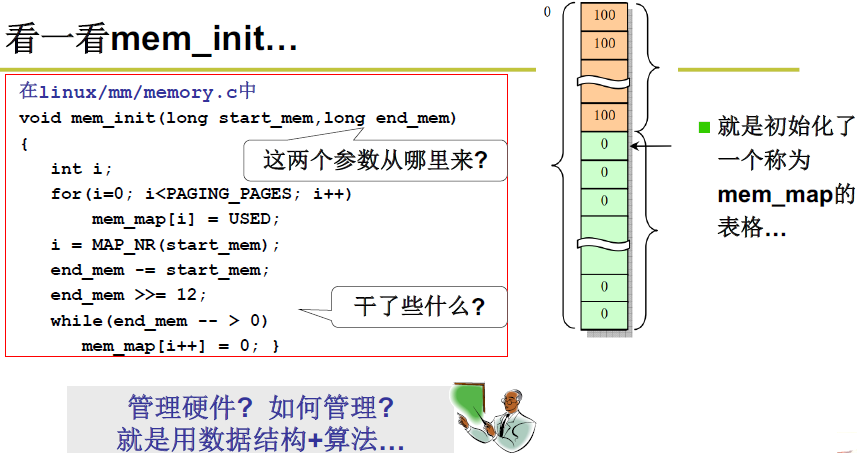 看一看mem_init…
在linux/mm/memory.c中
void mem_init(long start_mem,long end_mem)
{
这两个参数从哪里来?
int i;
for(i=0; i<PAGING_PAGES; i++)
mem_map[i] = USED;
i = MAP_NR(start_mem);
end_mem -= start_mem;
end_mem >>= 12;
干了些什么?
while(end_mem -- > 0)
mem_map[i++] = 0; }
管理硬件? 如何管理?
就是用数据结构+算法…
0
100
100
100
0
0
0
0
0
就是初始化了
一个称为
mem_map的
表格…